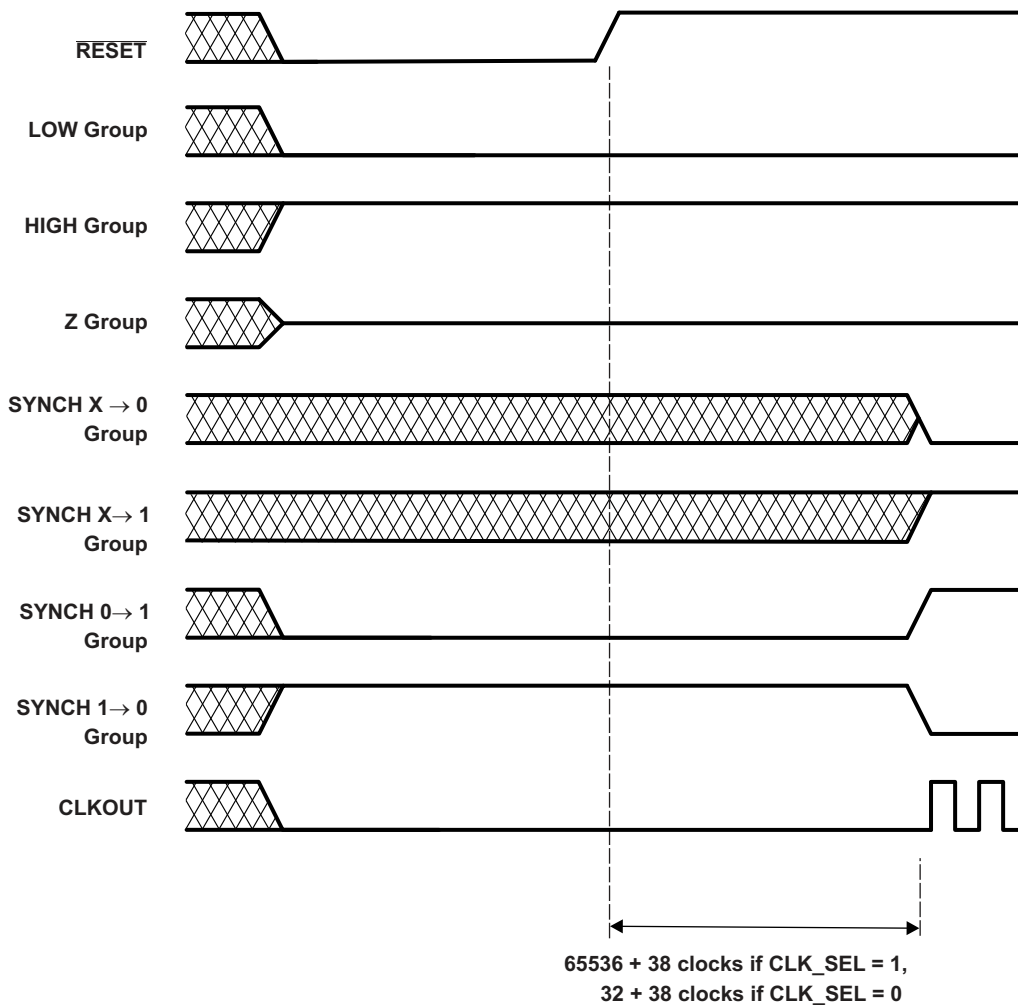 RESET
LOW Group
HIGH Group
Z Group
SYNCH X → 0
Group
SYNCH X→ 1
Group
SYNCH 0→ 1
Group
SYNCH 1→ 0
Group
CLKOUT
65536 + 38 clocks if CLK_SEL = 1,
32 + 38 clocks if CLK_SEL = 0